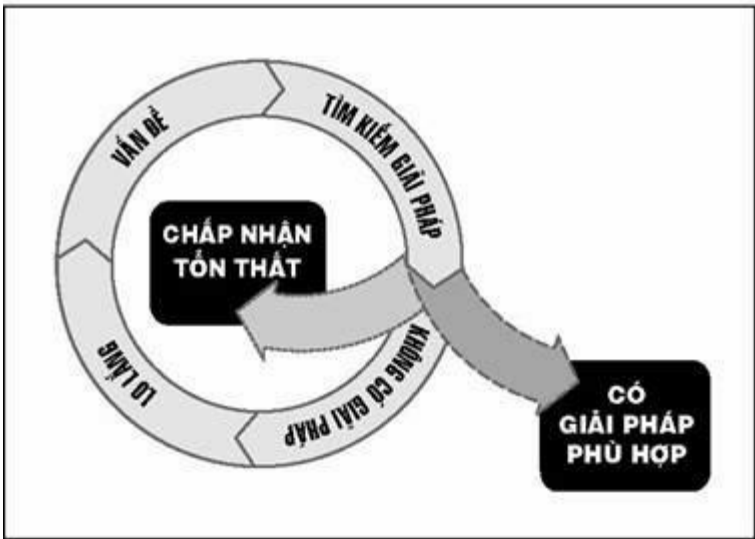 VẤN ĐỀ
TÌM KIẾM GIẢI PHÁP
CHẤP NHẬN
TỔN THẤT
LO LẮNG
KHÔNG CÓ GIẢI PHÁP
CÓ
GIẢI PHÁP
PHÙ HỢP